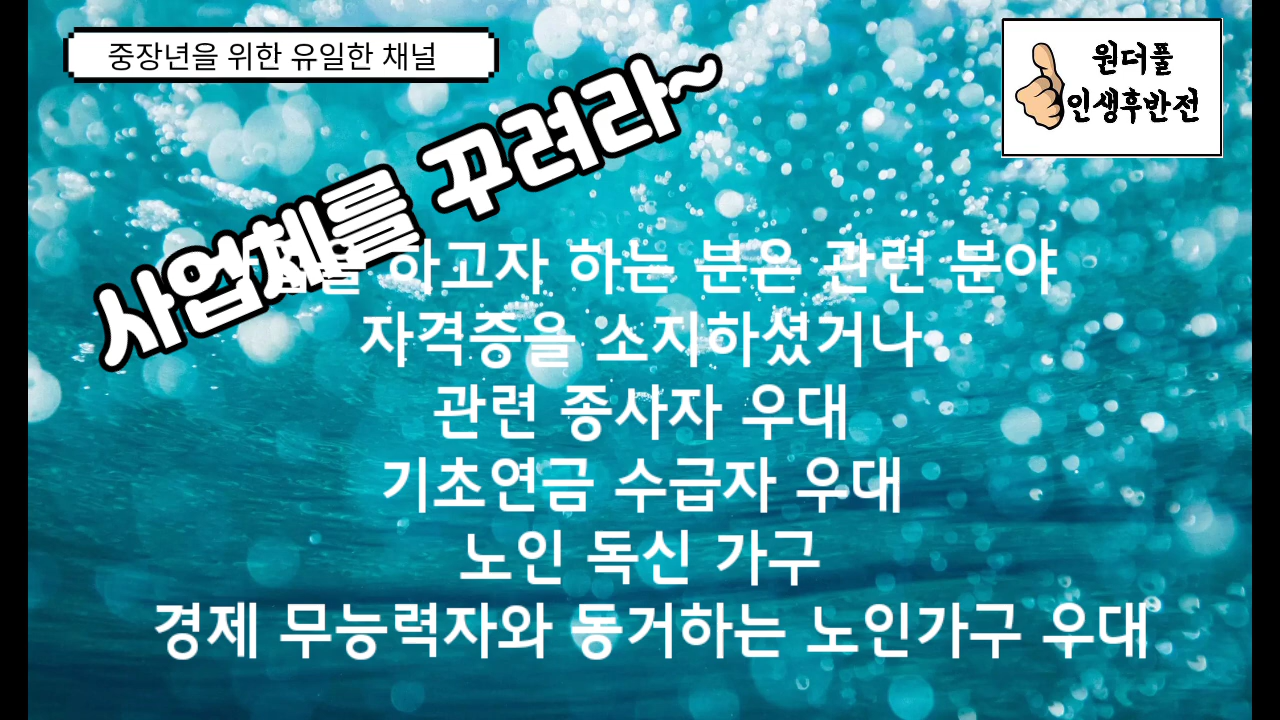 중장년을 위한 유일한 채널
원더풀
인생후반전
사업체를 꾸려라~
하고자 하는 분은 관련 분야
자격증을 소지하셨거나
관련 종사자 우대
기초연금 수급자 우대
노인 독신 가구
경제 무능력자와 동거하는 노인가구 우대